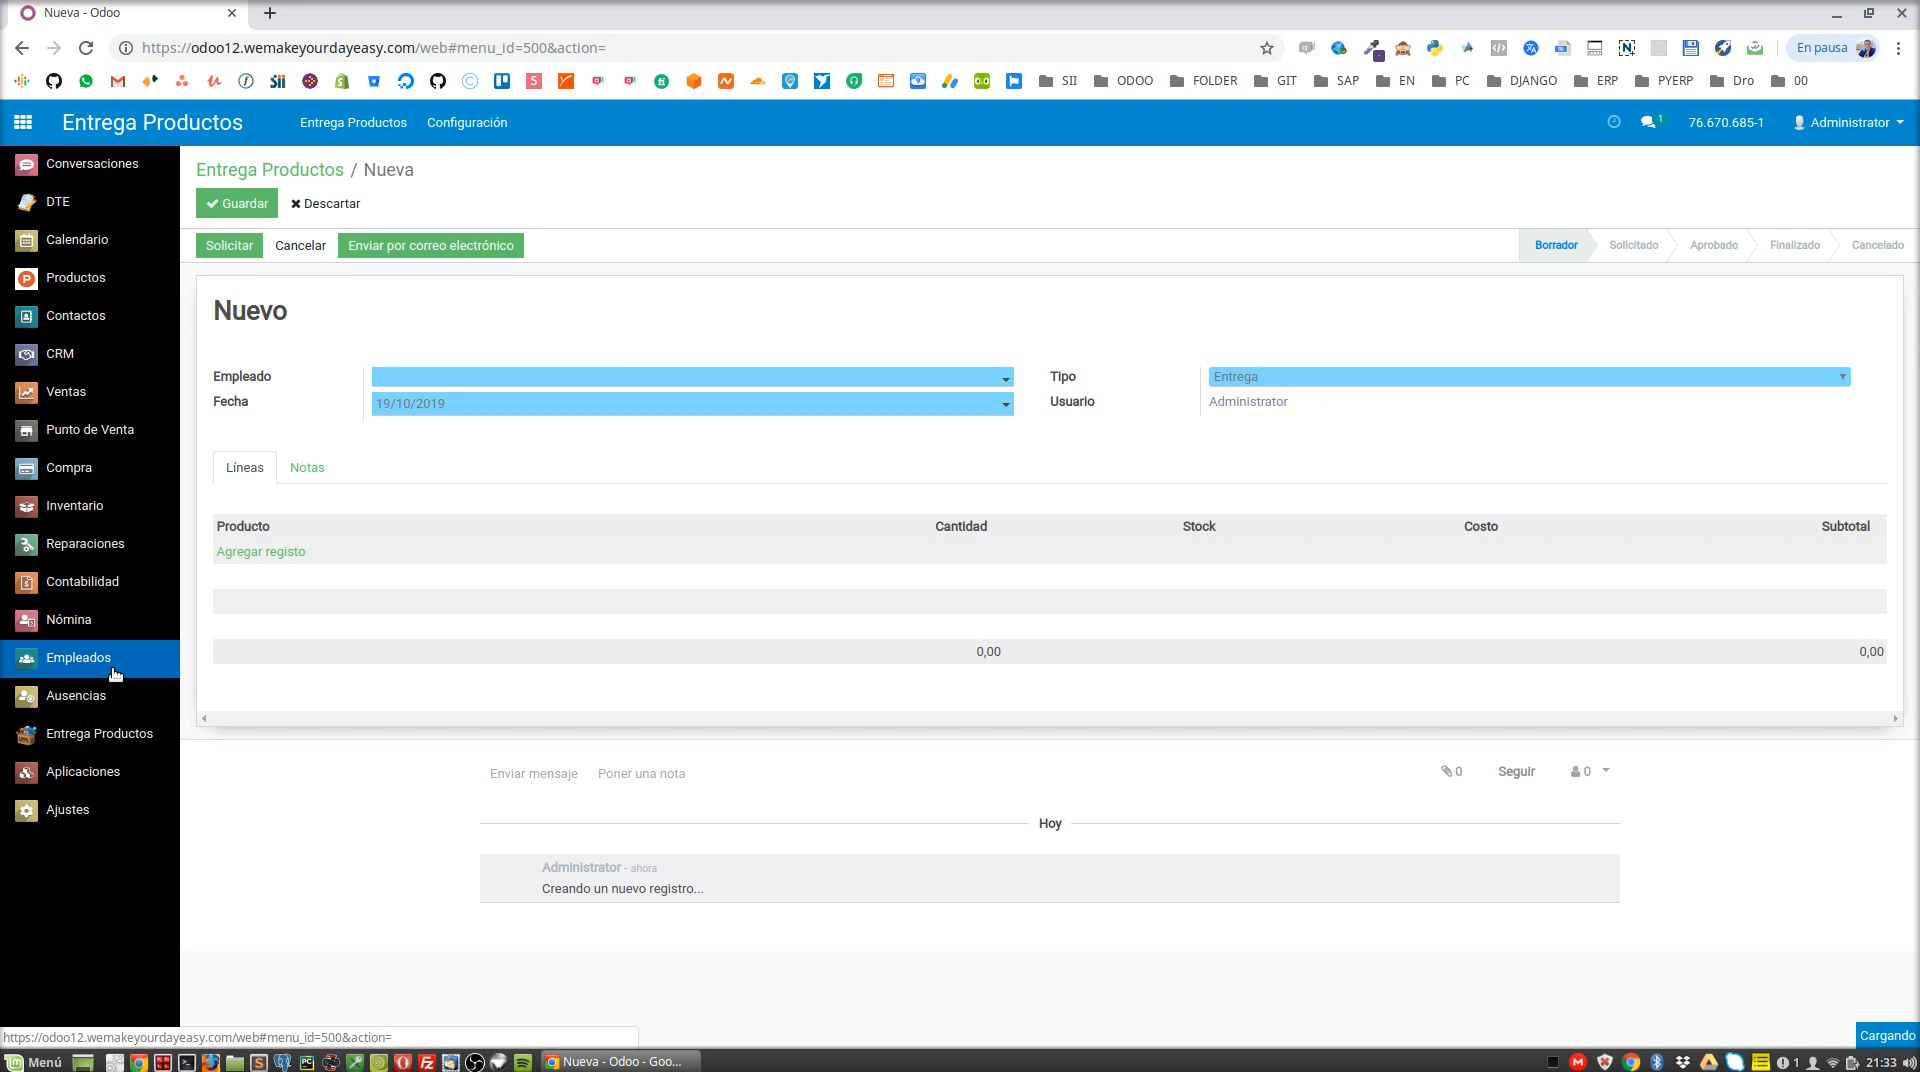 Nueva - Odoo
https://odoo12.wemakeyourdayeasy.com/web#menu_id=500&action=
En pausa
SII ODOO FOLDER GIT SAP EN PC DJANGO ERP PYERP Dro 00
Entrega Productos Entrega Productos Configuración 1 76.670.685-1 Administrator
Conversaciones
DTE
Calendario
Productos
Contactos
CRM
Ventas
Punto de Venta
Compra
Inventario
Reparaciones
Contabilidad
Nómina
Empleados
Ausencias
Entrega Productos
Aplicaciones
Ajustes
Entrega Productos / Nueva
Guardar Descartar
Solicitar Cancelar Enviar por correo electrónico Borrador Solicitado Aprobado Finalizado Cancelado
Nuevo
Empleado Tipo Entrega
Fecha 19/10/2019 Usuario Administrator
Líneas Notas
Producto Cantidad Stock Costo Subtotal
Agregar registo
0,00 0,00
Enviar mensaje Poner una nota 0 Seguir 0
Hoy
Administrator - ahora
Creando un nuevo registro...
https://odoo12.wemakeyourdayeasy.com/web#menu_id=500&action=
Cargando
Menú Nueva - Odoo - Goo... 1 21:33